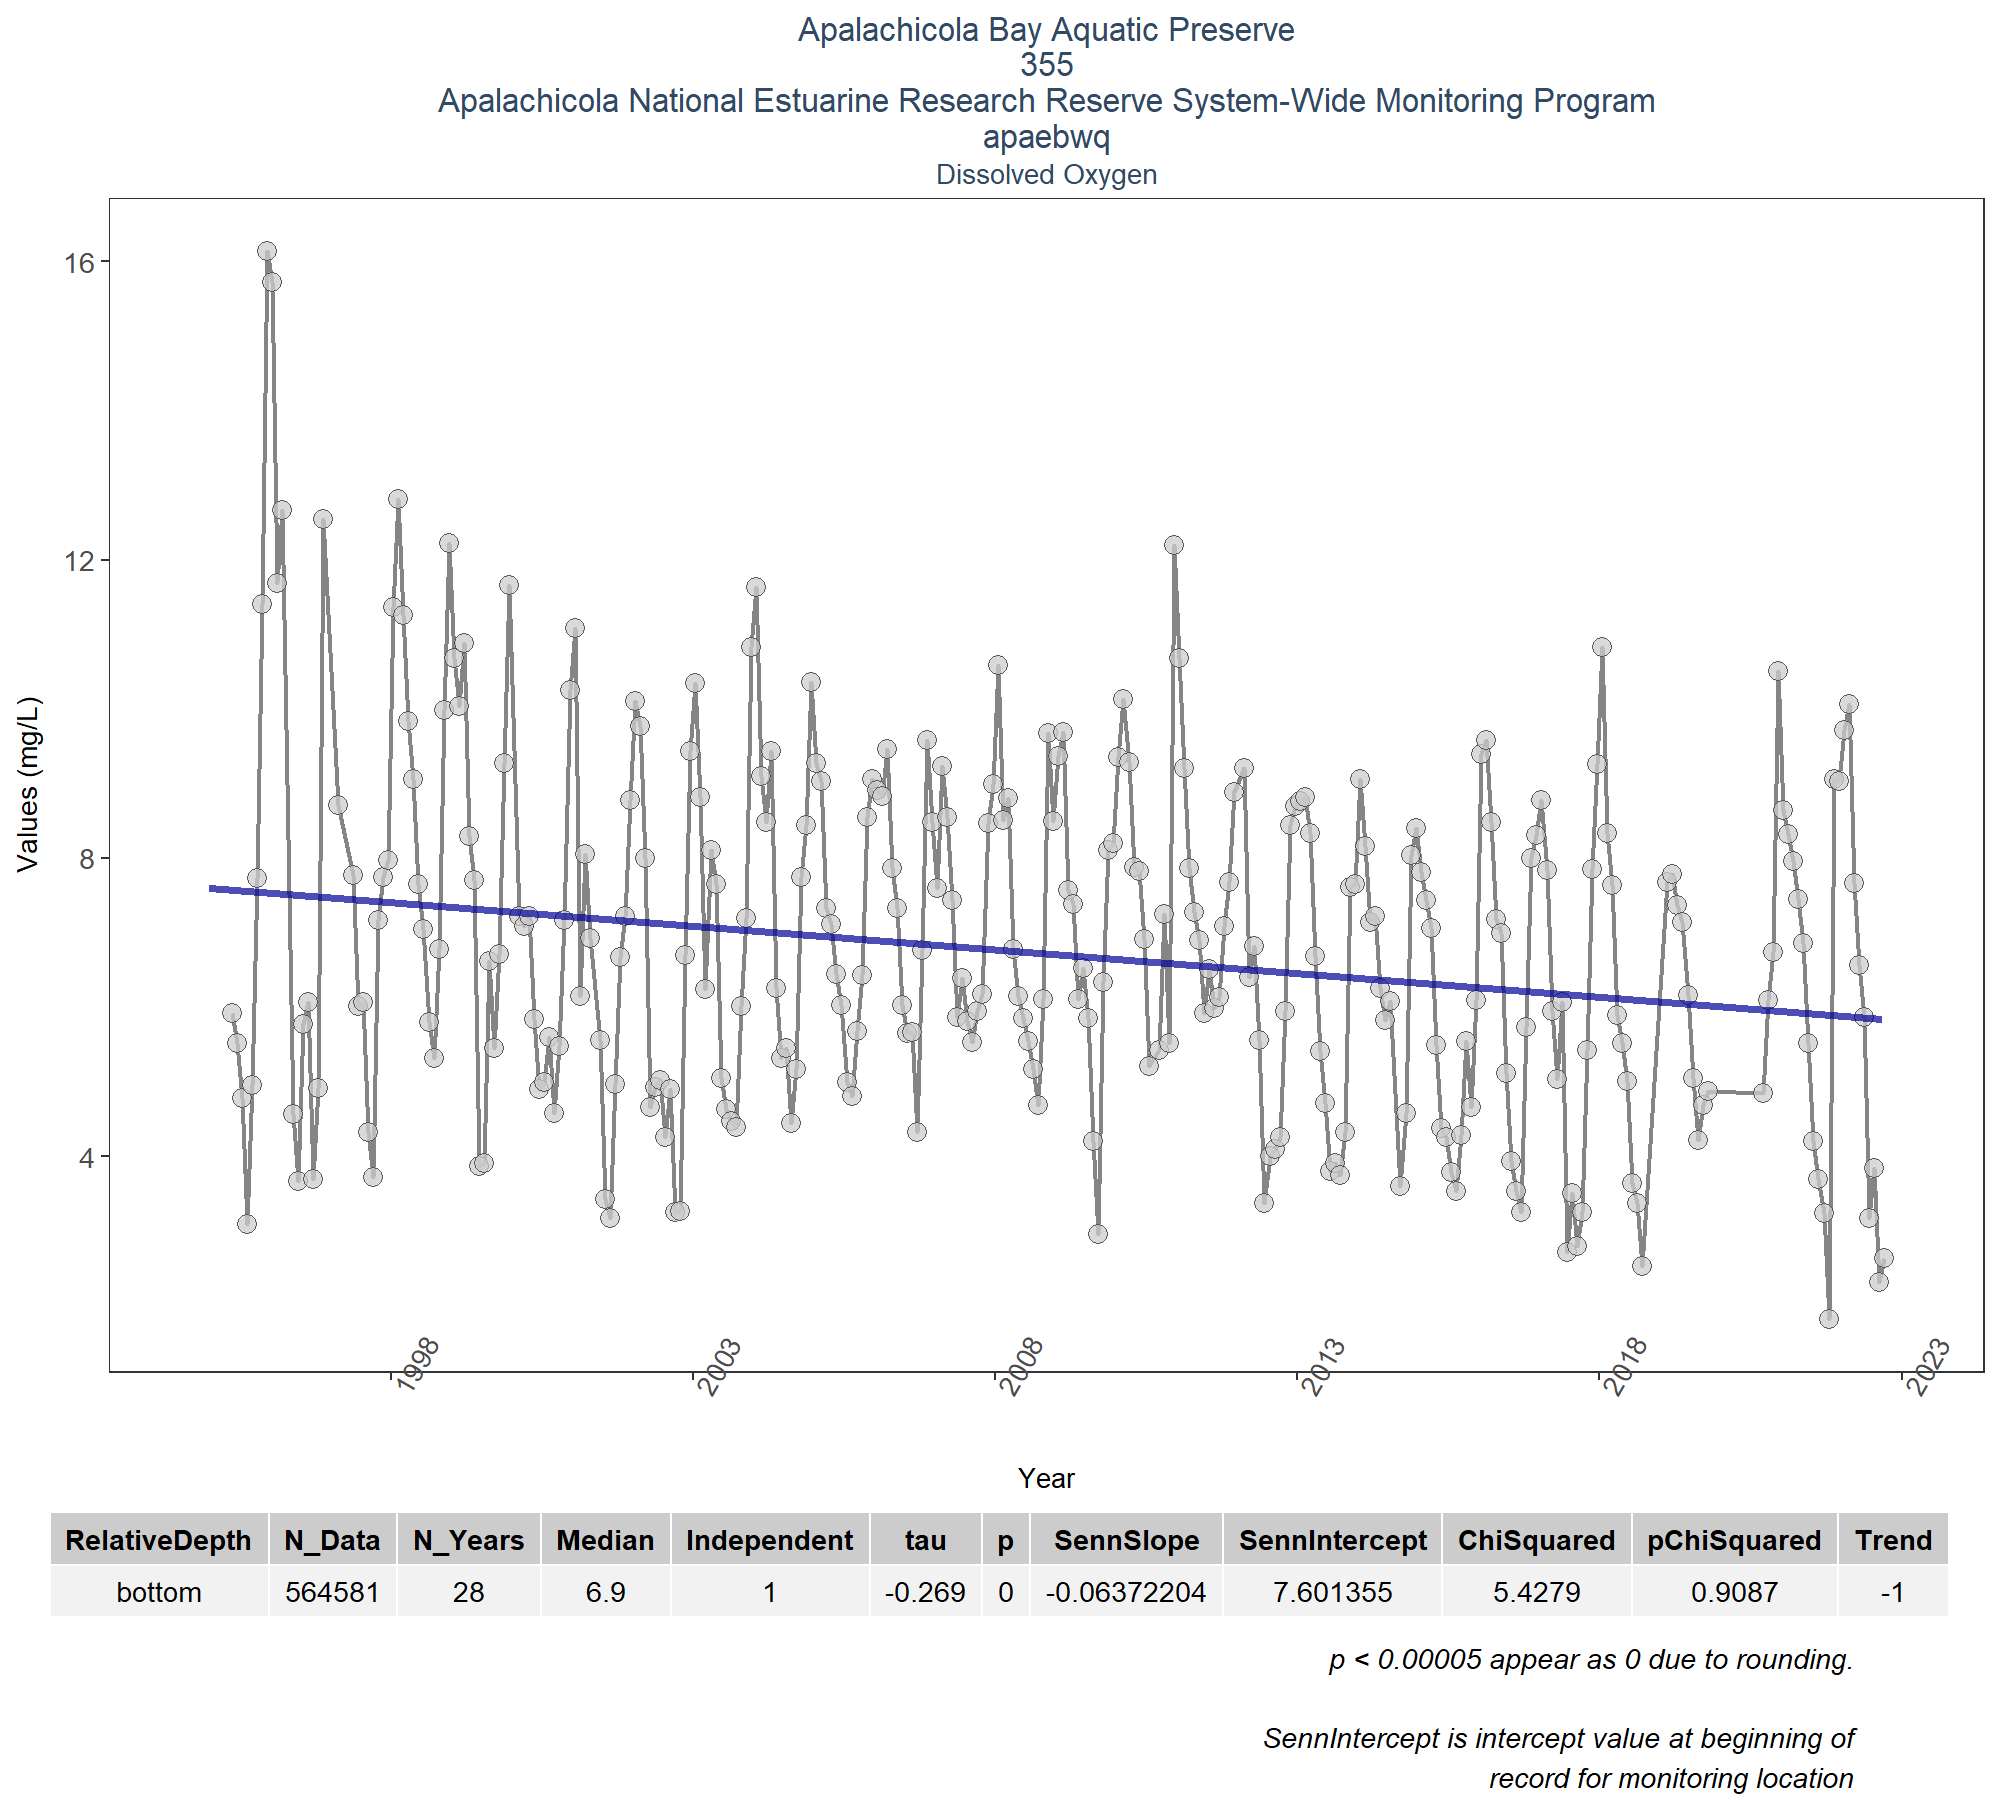 Apalachicola Bay Aquatic Preserve
355
Apalachicola National Estuarine Research Reserve System-Wide Monitoring Program
apaebwq
Dissolved Oxygen
16
12
8
4
Values (mg/L)
1998 2003 2008 2013 2018 2023
Year
RelativeDepth N_Data N_Years Median Independent tau p SennSlope SennIntercept ChiSquared pChiSquared Trend
bottom 564581 28 6.9 1 -0.269 0 -0.06372204 7.601355 5.4279 0.9087 -1
p < 0.00005 appear as 0 due to rounding.
SennIntercept is intercept value at beginning of
record for monitoring location